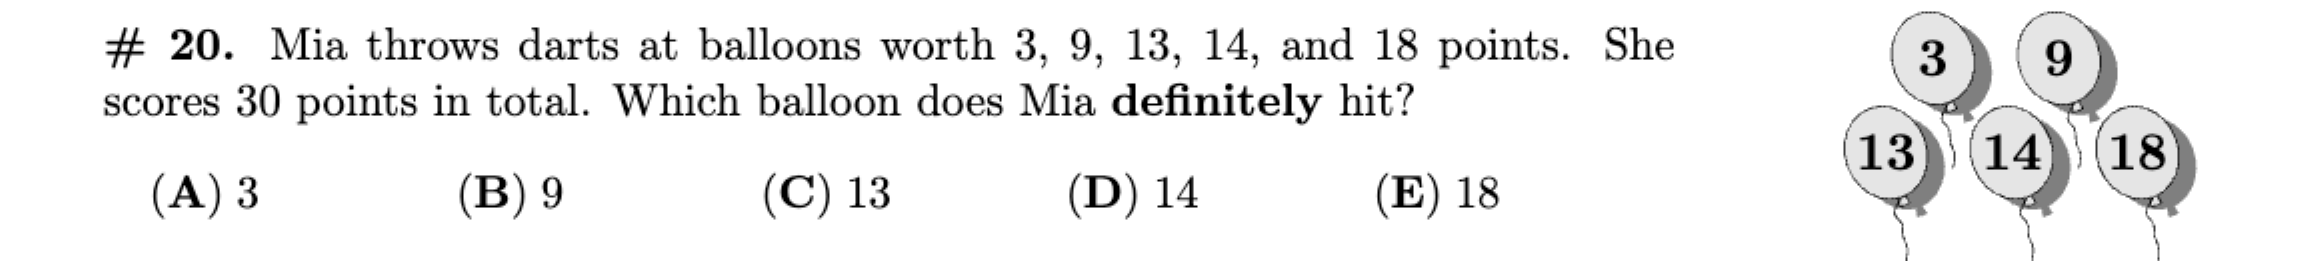 # 20. Mia throws darts at balloons worth 3, 9, 13, 14, and 18 points. She
scores 30 points in total. Which balloon does Mia definitely hit?
(A) 3 (B) 9 (C) 13 (D) 14 (E) 18
3 9
13 14 18